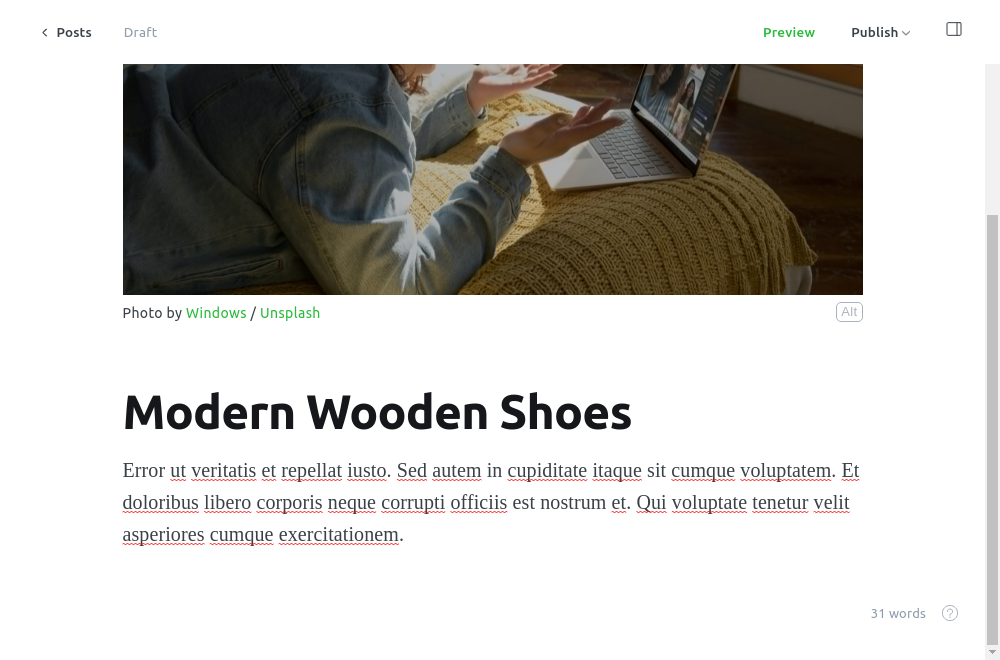 Posts Draft Preview Publish
Photo by Windows / Unsplash Alt
Modern Wooden Shoes
Error ut veritatis et repellat iusto. Sed autem in cupiditate itaque sit cumque voluptatem. Et
doloribus libero corporis neque corrupti officiis est nostrum et. Qui voluptate tenetur velit
asperiores cumque exercitationem.
31 words ?